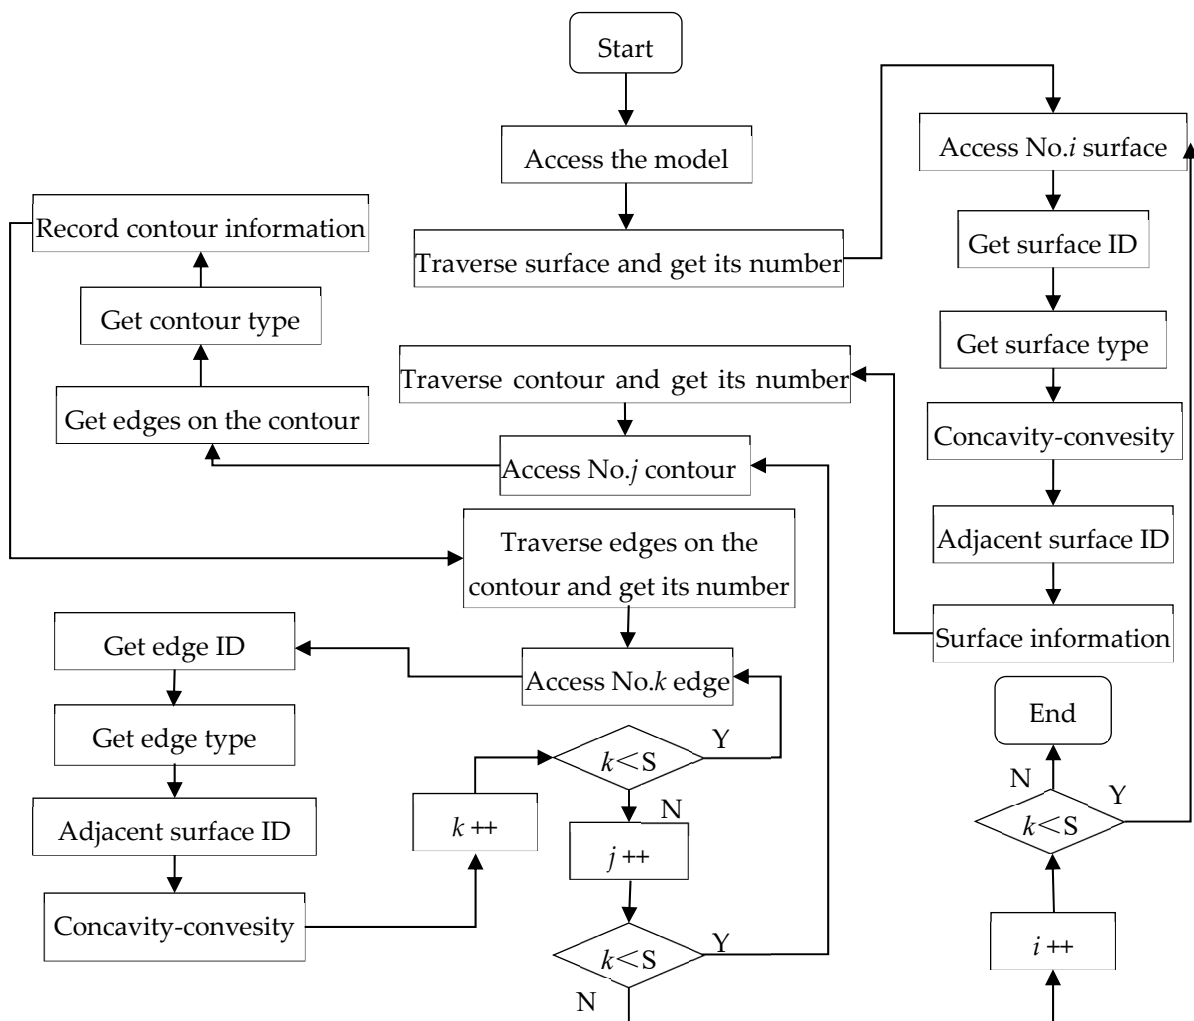 Start
Access the model
Traverse surface and get its number
Access No.i surface
Get surface ID
Get surface type
Concavity-convesity
Adjacent surface ID
Surface information
Traverse contour and get its number
Access No.j contour
Get edges on the contour
Get contour type
Record contour information
Traverse edges on the
contour and get its number
Access No.k edge
Get edge ID
Get edge type
Adjacent surface ID
Concavity-convesity
k ++
k＜S
Y
N
j ++
k＜S
Y
N
i ++
k＜S
Y
N
End